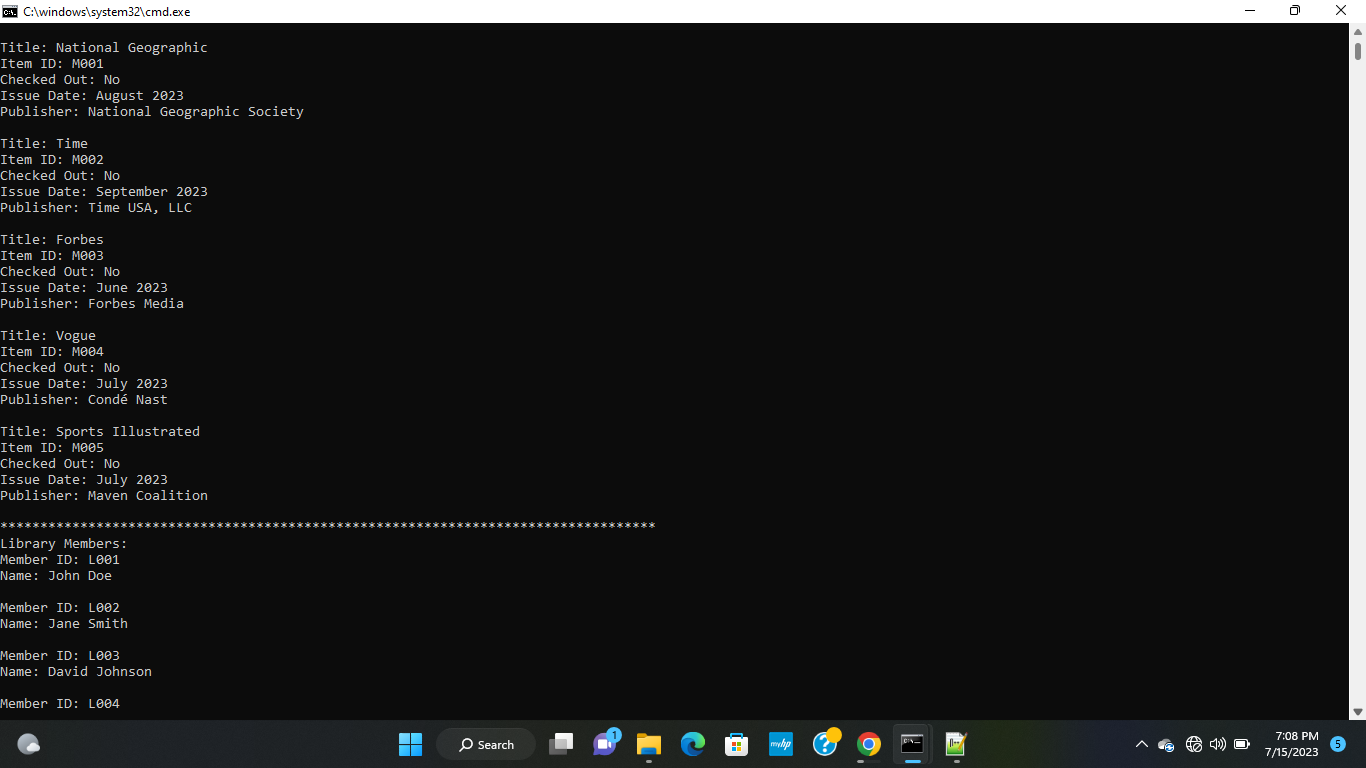 C:\windows\system32\cmd.exe
Title: National Geographic
Item ID: M001
Checked Out: No
Issue Date: August 2023
Publisher: National Geographic Society
Title: Time
Item ID: M002
Checked Out: No
Issue Date: September 2023
Publisher: Time USA, LLC
Title: Forbes
Item ID: M003
Checked Out: No
Issue Date: June 2023
Publisher: Forbes Media
Title: Vogue
Item ID: M004
Checked Out: No
Issue Date: July 2023
Publisher: Condé Nast
Title: Sports Illustrated
Item ID: M005
Checked Out: No
Issue Date: July 2023
Publisher: Maven Coalition
**********************************************************************************
Library Members:
Member ID: L001
Name: John Doe
Member ID: L002
Name: Jane Smith
Member ID: L003
Name: David Johnson
Member ID: L004
Search
1
myhp
?
7:08 PM
7/15/2023
5